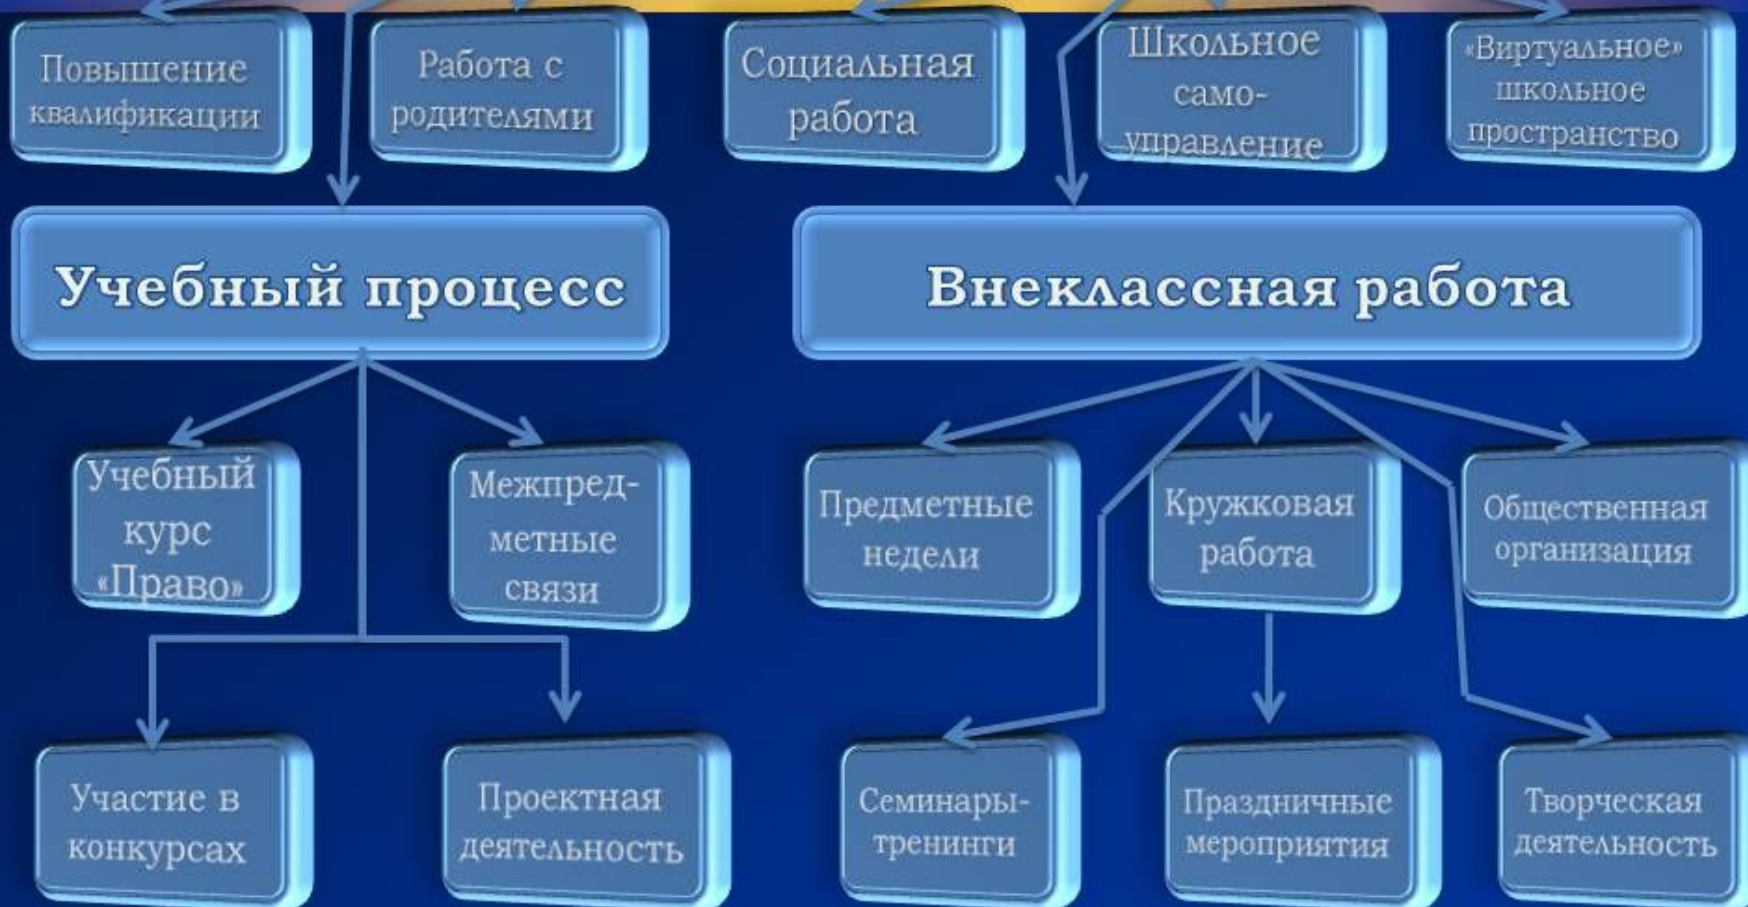 Повышение
квалификации
Работа с
родителями
Социальная
работа
Школьное
само-
управление
«Виртуальное»
школьное
пространство
Учебный процесс
Внеклассная работа
Учебный
курс
«Право»
Межпред-
метные
связи
Предметные
недели
Кружковая
работа
Общественная
организация
Участие в
конкурсах
Проектная
деятельность
Семинары-
тренинги
Праздничные
мероприятия
Творческая
деятельность